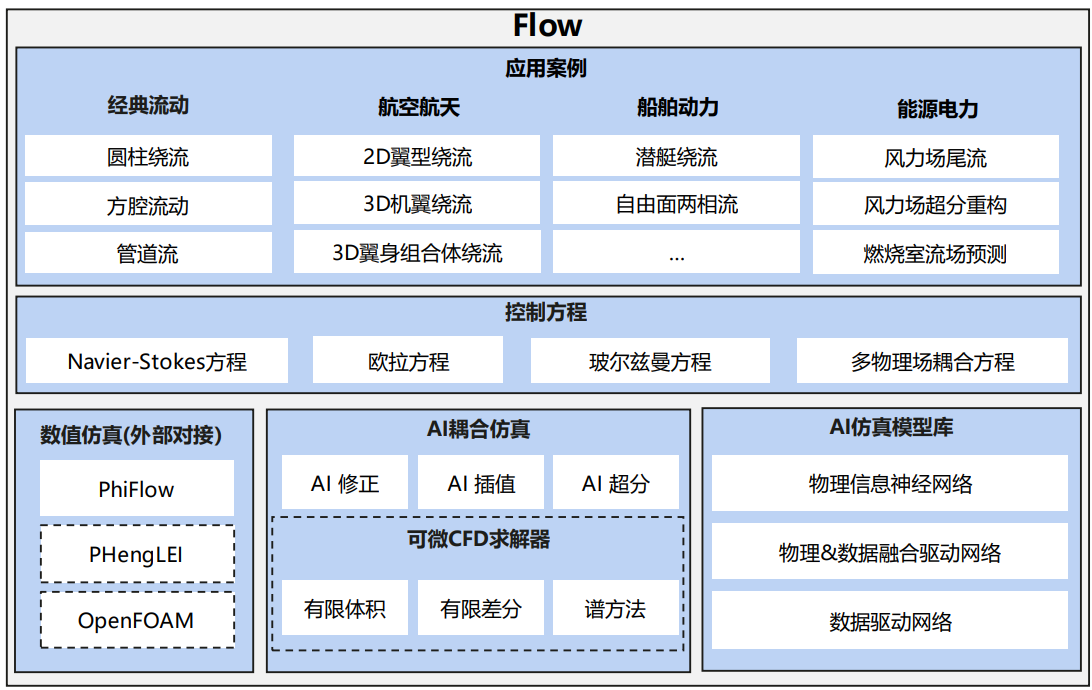 Flow
应用案例
经典流动
航空航天
船舶动力
能源电力
圆柱绕流
2D翼型绕流
潜艇绕流
风力场尾流
方腔流动
3D机翼绕流
自由面两相流
风力场超分重构
管道流
3D翼身组合体绕流
...
燃烧室流场预测
控制方程
Navier-Stokes方程
欧拉方程
玻尔兹曼方程
多物理场耦合方程
数值仿真(外部对接)
PhiFlow
PHengLEI
OpenFOAM
AI耦合仿真
AI 修正
AI 插值
AI 超分
可微CFD求解器
有限体积
有限差分
谱方法
AI仿真模型库
物理信息神经网络
物理&数据融合驱动网络
数据驱动网络